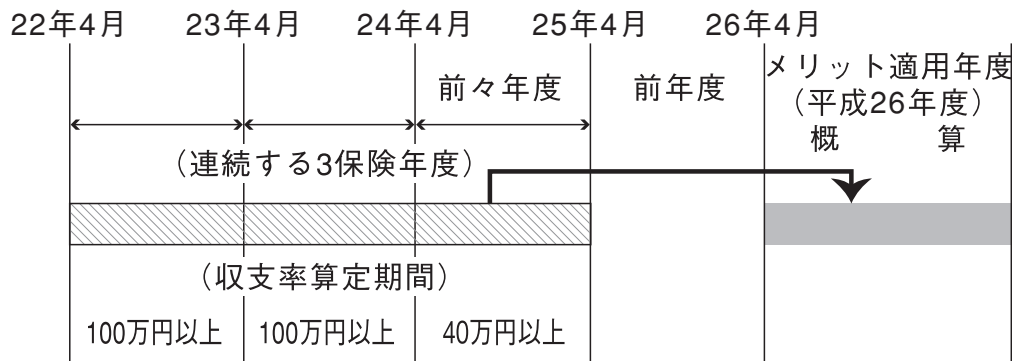 22年4月 23年4月 24年4月 25年4月 26年4月
前々年度 前年度 メリット適用年度
(平成26年度)
概 算
(連続する3保険年度)
(収支率算定期間)
100万円以上 100万円以上 40万円以上